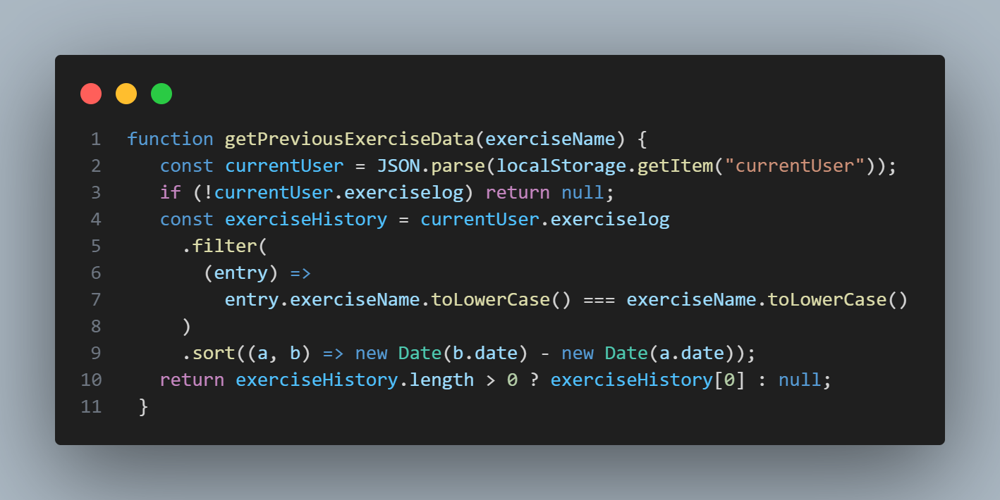 1 function getPreviousExerciseData(exerciseName) {
2 const currentUser = JSON.parse(localStorage.getItem("currentUser"));
3 if (!currentUser.exerciselog) return null;
4 const exerciseHistory = currentUser.exerciselog
5 .filter(
6 (entry) =>
7 entry.exerciseName.toLowerCase() === exerciseName.toLowerCase()
8 )
9 .sort((a, b) => new Date(b.date) - new Date(a.date));
10 return exerciseHistory.length > 0 ? exerciseHistory[0] : null;
11 }